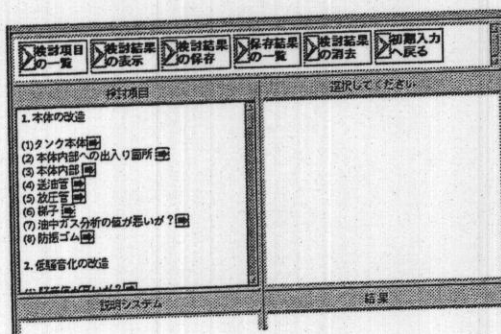 検討項目
の一覧
検討結果
の表示
検討結果
の保存
保存結果
の一覧
検討結果
の消去
初期入力
へ戻る
検討項目
選択してください
1. 本体の改造
(1)タンク本体
(2)本体内部への出入り箇所
(3)本体内部
(4)送油管
(5)放圧管
(6)梯子
(7)油中ガス分析の値が悪いが?
(8)防振ゴム
2. 低騒音化の改造
説明システム
結果